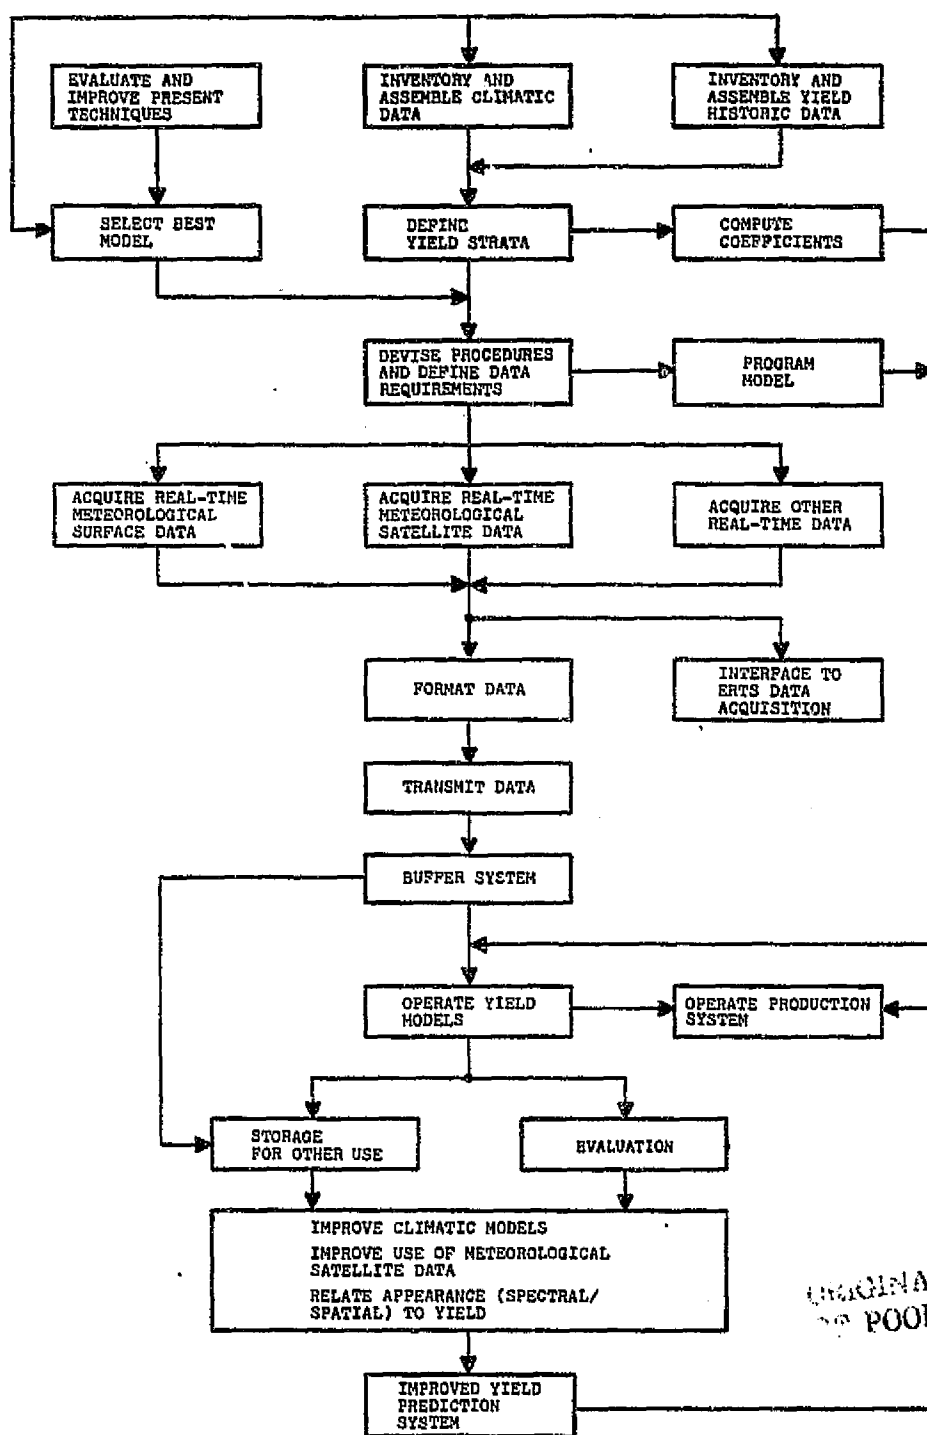 EVALUATE AND
IMPROVE PRESENT
TECHNIQUES
INVENTORY AND
ASSEMBLE CLIMATIC
DATA
INVENTORY AND
ASSEMBLE YIELD
HISTORIC DATA
SELECT BEST
MODEL
DEFINE
YIELD STRATA
COMPUTE
COEFFICIENTS
DEVISE PROCEDURES
AND DEFINE DATA
REQUIREMENTS
PROGRAM
MODEL
ACQUIRE REAL-TIME
METEOROLOGICAL
SURFACE DATA
ACQUIRE REAL-TIME
METEOROLOGICAL
SATELLITE DATA
ACQUIRE OTHER
REAL-TIME DATA
FORMAT DATA
INTERFACE TO
ERTS DATA
ACQUISITION
TRANSMIT DATA
BUFFER SYSTEM
OPERATE YIELD
MODELS
OPERATE PRODUCTION
SYSTEM
STORAGE
FOR OTHER USE
EVALUATION
IMPROVE CLIMATIC MODELS
IMPROVE USE OF METEOROLOGICAL
SATELLITE DATA
RELATE APPEARANCE (SPECTRAL/
SPATIAL) TO YIELD
IMPROVED YIELD
PREDICTION
SYSTEM